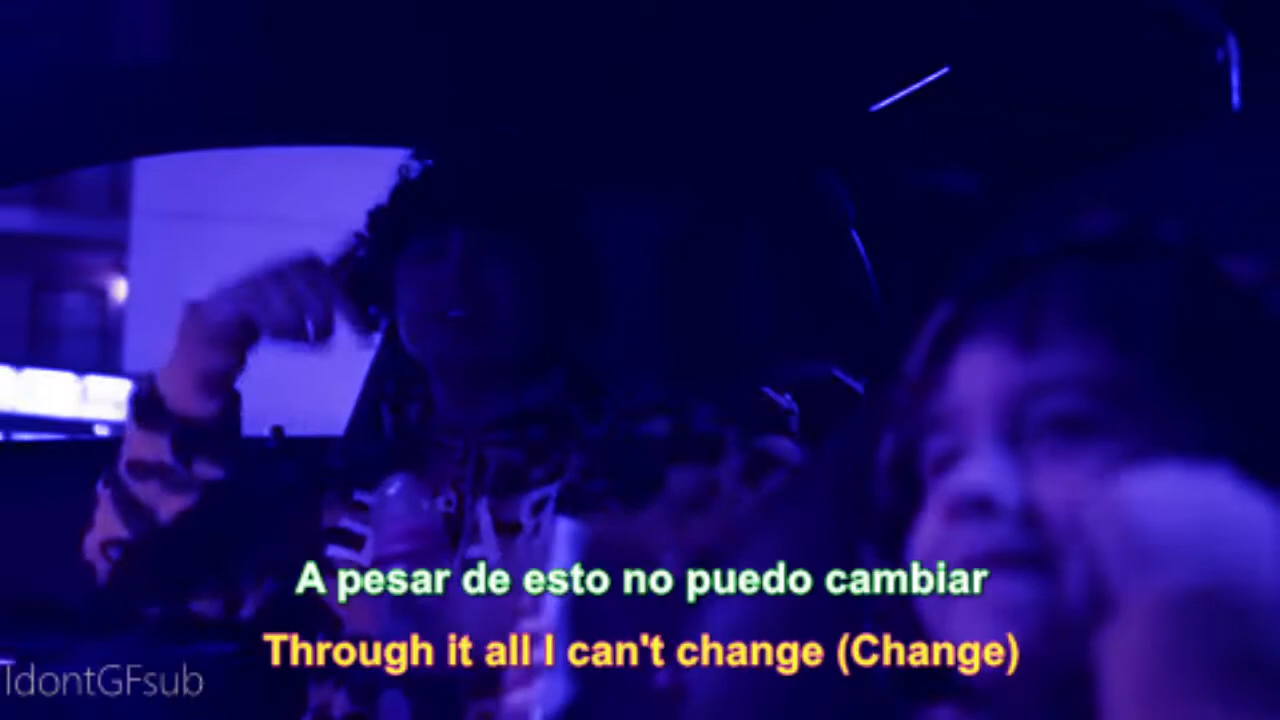 A pesar de esto no puedo cambiar
Through it all I can't change (Change)
IdontGFsub